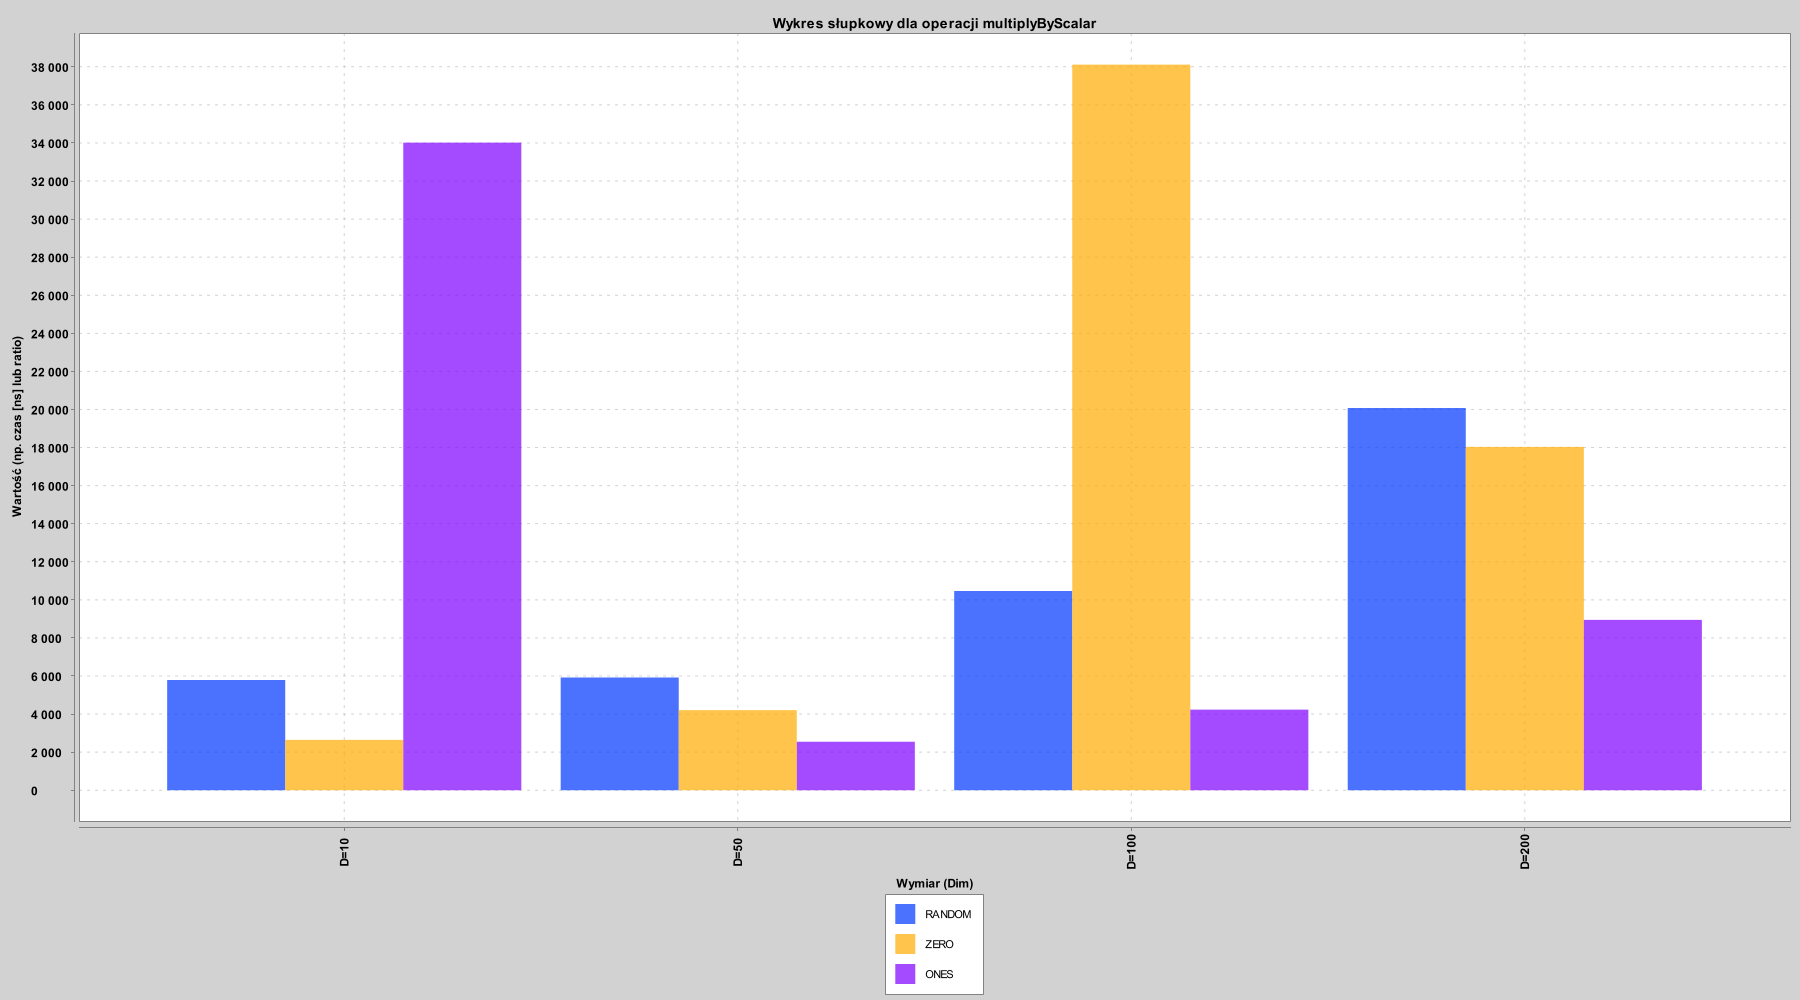 Wykres słupkowy dla operacji multiplyByScalar
Wartość (np. czas [ns] lub ratio)
38 000
36 000
34 000
32 000
30 000
28 000
26 000
24 000
22 000
20 000
18 000
16 000
14 000
12 000
10 000
8 000
6 000
4 000
2 000
0
D=10
D=50
D=100
D=200
Wymiar (Dim)
RANDOM
ZERO
ONES